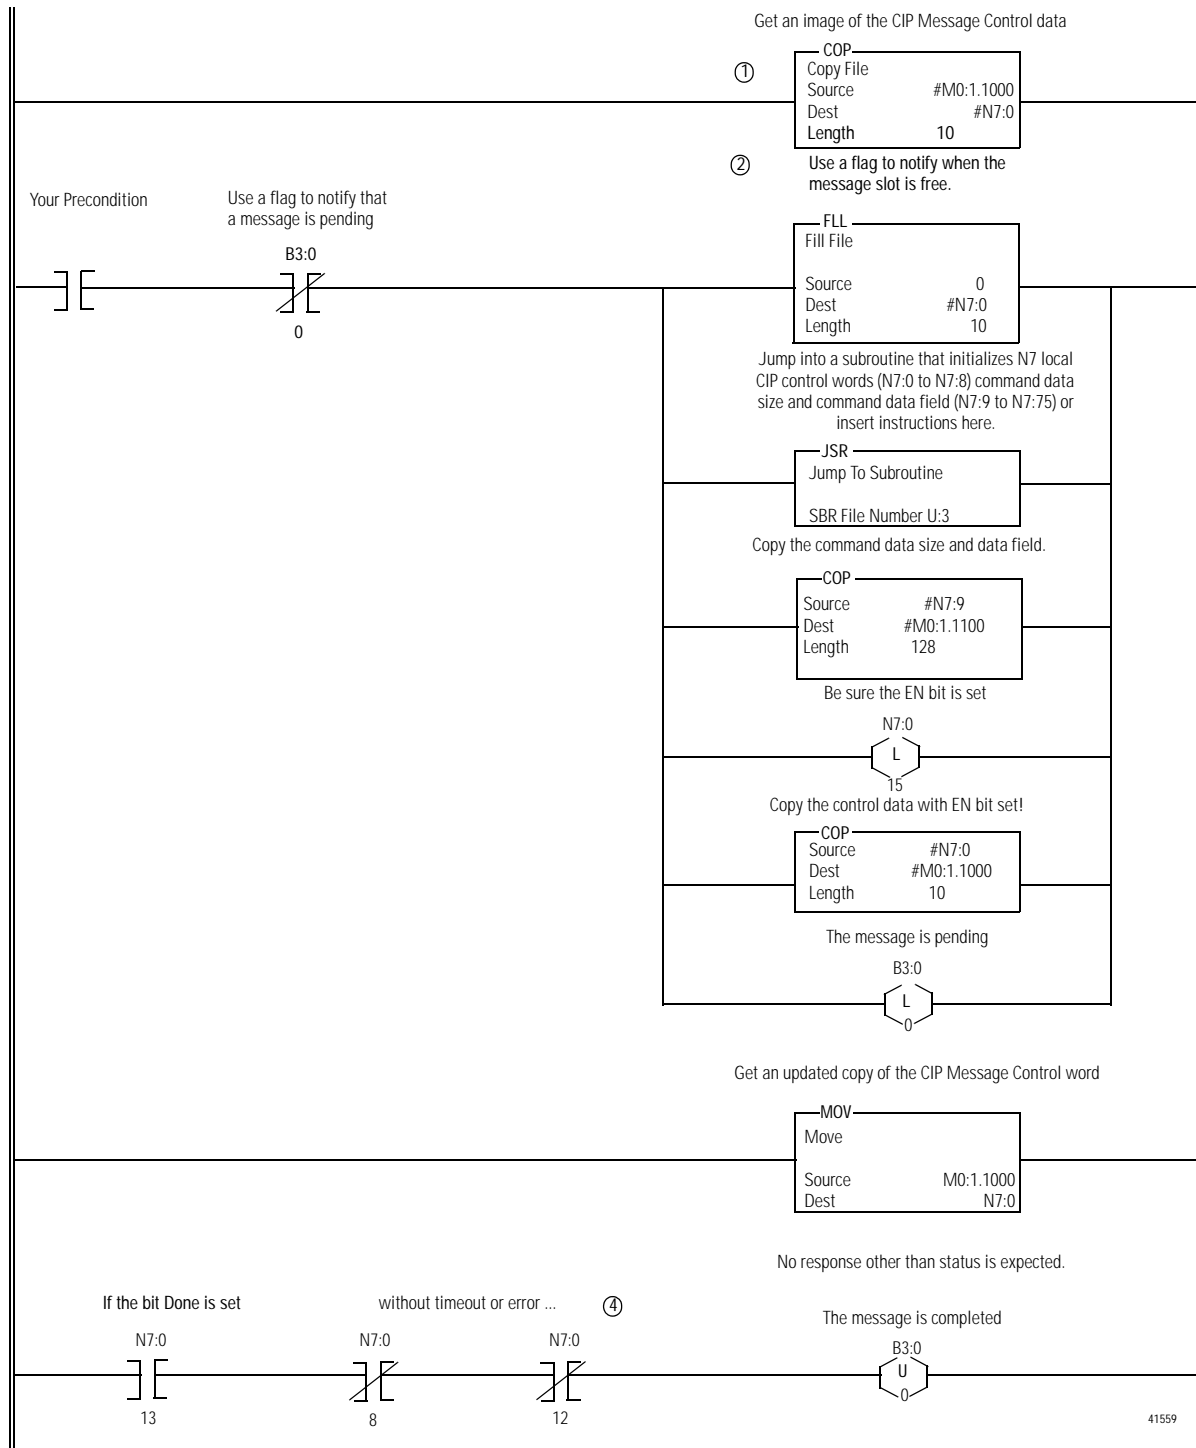 Get an image of the CIP Message Control data
① COP
Copy File
Source #M0:1.1000
Dest #N7:0
Length 10
② Use a flag to notify when the
message slot is free.
Your Precondition
Use a flag to notify that
a message is pending
B3:0
0
FLL
Fill File
Source 0
Dest #N7:0
Length 10
Jump into a subroutine that initializes N7 local
CIP control words (N7:0 to N7:8) command data
size and command data field (N7:9 to N7:75) or
insert instructions here.
JSR
Jump To Subroutine
SBR File Number U:3
Copy the command data size and data field.
COP
Source #N7:9
Dest #M0:1.1100
Length 128
Be sure the EN bit is set
N7:0
L
15
Copy the control data with EN bit set!
COP
Source #N7:0
Dest #M0:1.1000
Length 10
The message is pending
B3:0
L
0
Get an updated copy of the CIP Message Control word
MOV
Move
Source M0:1.1000
Dest N7:0
No response other than status is expected.
If the bit Done is set
without timeout or error ... ④
The message is completed
N7:0
13
N7:0
8
N7:0
12
B3:0
U
0
41559